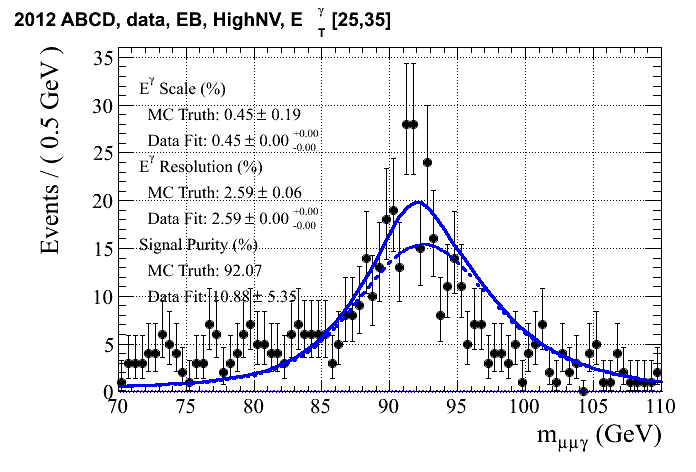 2012 ABCD, data, EB, HighNV, E_T^γ [25,35]
Events / ( 0.5 GeV )
35
30
25
20
15
10
5
0
E^γ Scale (%)
MC Truth: 0.45 ± 0.19
Data Fit: 0.45 ± 0.00 +0.00 -0.00
E^γ Resolution (%)
MC Truth: 2.59 ± 0.06
Data Fit: 2.59 ± 0.00 +0.00 -0.00
Signal Purity (%)
MC Truth: 92.07
Data Fit: 10.88 ± 5.35
70 75 80 85 90 95 100 105 110
m_μμγ (GeV)